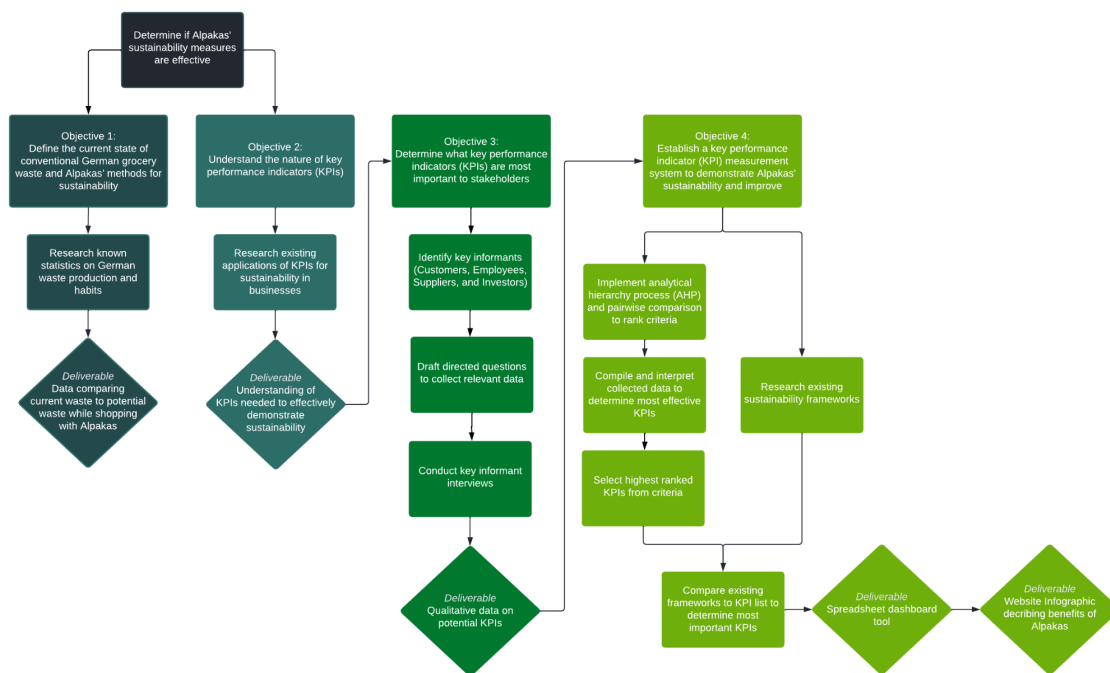 Determine if Alpakas'
sustainability measures
are effective
Objective 1:
Define the current state of
conventional German grocery
waste and Alpakas' methods for
sustainability
Research known
statistics on German
waste production and
habits
Deliverable
Data comparing
current waste to potential
waste while shopping
with Alpakas
Objective 2:
Understand the nature of key
performance indicators (KPIs)
Research existing
applications of KPIs for
sustainability in
businesses
Deliverable
Understanding of
KPIs needed to effectively
demonstrate
sustainability
Objective 3:
Determine what key performance
indicators (KPIs) are most
important to stakeholders
Identify key informants
(Customers, Employees,
Suppliers, and Investors)
Draft directed questions
to collect relevant data
Conduct key informant
interviews
Deliverable
Qualitative data on
potential KPIs
Objective 4:
Establish a key performance
indicator (KPI) measurement
system to demonstrate Alpakas'
sustainability and improve
Implement analytical
hierarchy process (AHP)
and pairwise comparison
to rank criteria
Compile and interpret
collected data to
determine most effective
KPIs
Select highest ranked
KPIs from criteria
Research existing
sustainability frameworks
Compare existing
frameworks to KPI list to
determine most
important KPIs
Deliverable
Spreadsheet dashboard
tool
Deliverable
Website Infographic
decribing benefits of
Alpakas